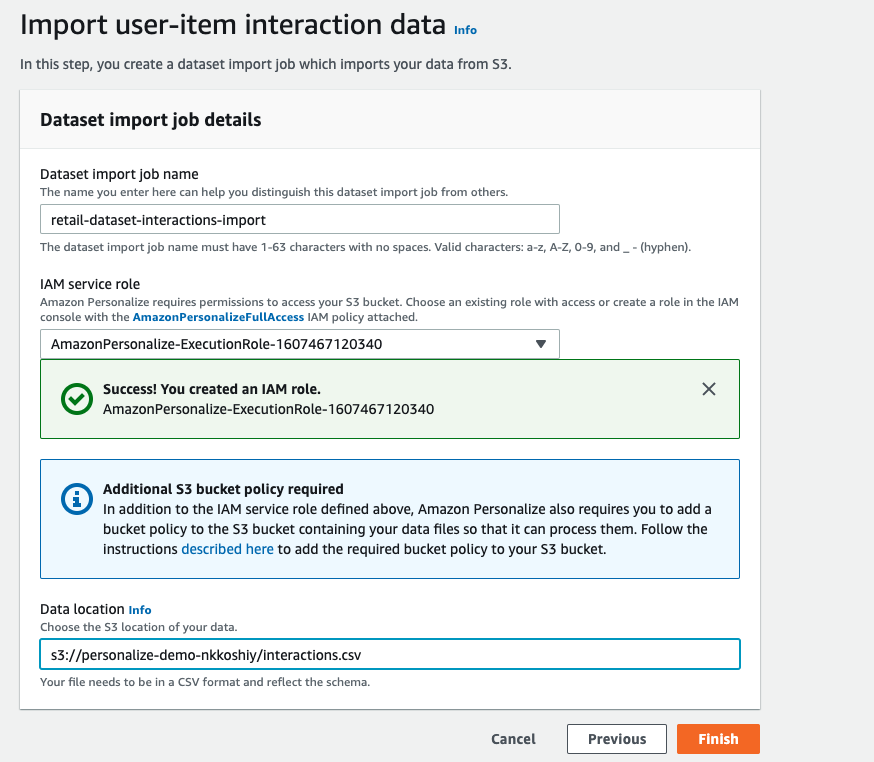 Import user-item interaction data Info
In this step, you create a dataset import job which imports your data from S3.
Dataset import job details
Dataset import job name
The name you enter here can help you distinguish this dataset import job from others.
retail-dataset-interactions-import
The dataset import job name must have 1-63 characters with no spaces. Valid characters: a-z, A-Z, 0-9, and _ - (hyphen).
IAM service role
Amazon Personalize requires permissions to access your S3 bucket. Choose an existing role with access or create a role in the IAM
console with the AmazonPersonalizeFullAccess IAM policy attached.
AmazonPersonalize-ExecutionRole-1607467120340
Success! You created an IAM role.
AmazonPersonalize-ExecutionRole-1607467120340
Additional S3 bucket policy required
In addition to the IAM service role defined above, Amazon Personalize also requires you to add a
bucket policy to the S3 bucket containing your data files so that it can process them. Follow the
instructions described here to add the required bucket policy to your S3 bucket.
Data location Info
Choose the S3 location of your data.
s3://personalize-demo-nkkoshiy/interactions.csv
Your file needs to be in a CSV format and reflect the schema.
Cancel Previous Finish